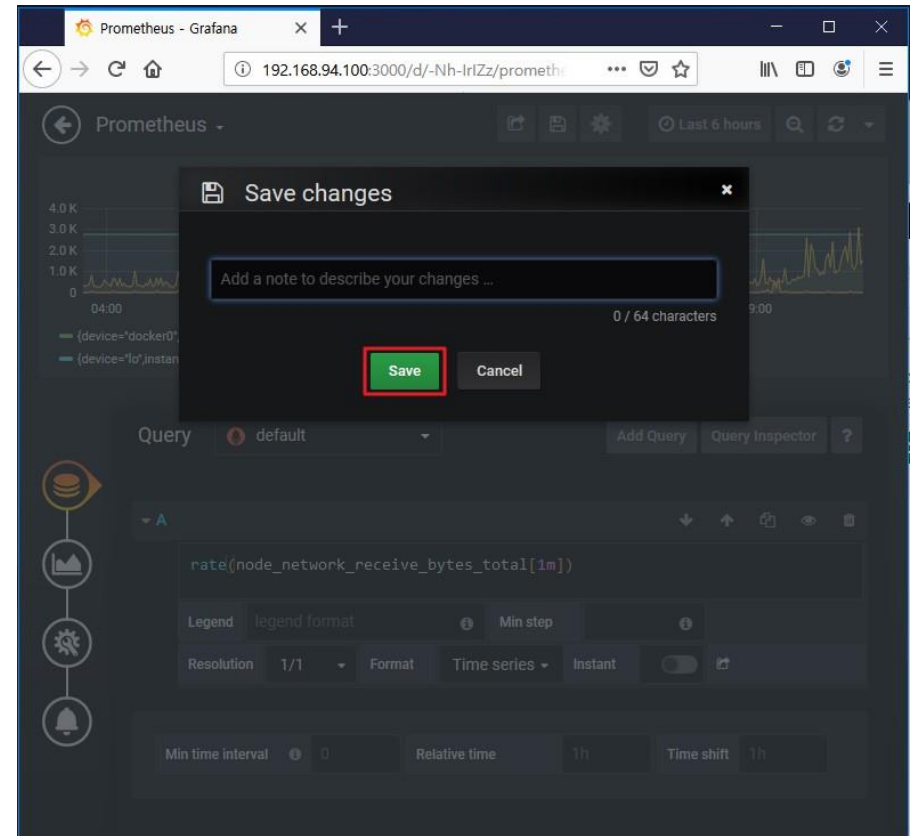 Prometheus - Grafana
192.168.94.100:3000/d/-Nh-IrIZz/prometh
Prometheus
Last 6 hours
Save changes
4.0 K
3.0 K
2.0 K
1.0 K
0
04:00
9:00
Add a note to describe your changes ...
0 / 64 characters
{device="docker0",
{device="lo",instan
Save Cancel
Query default Add Query Query Inspector ?
A
rate(node_network_receive_bytes_total[1m])
Legend legend format Min step
Resolution 1/1 Format Time series Instant
Min time interval 0 Relative time 1h Time shift 1h